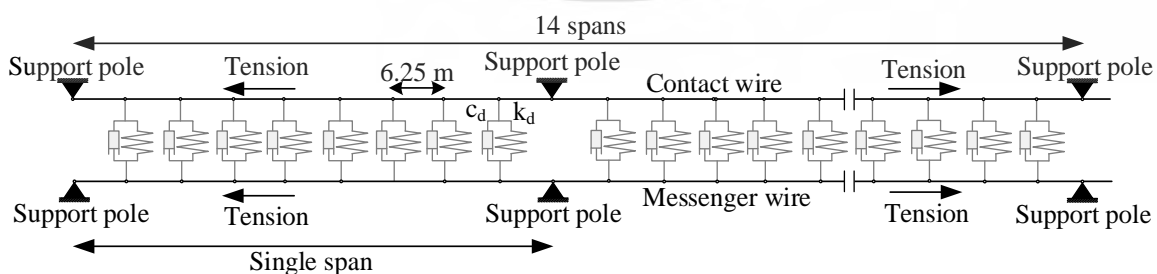 14 spans
Support pole
Tension
6.25 m
Support pole
Contact wire
Tension
Support pole
c_d
k_d
Support pole
Tension
Support pole
Messenger wire
Tension
Support pole
Single span